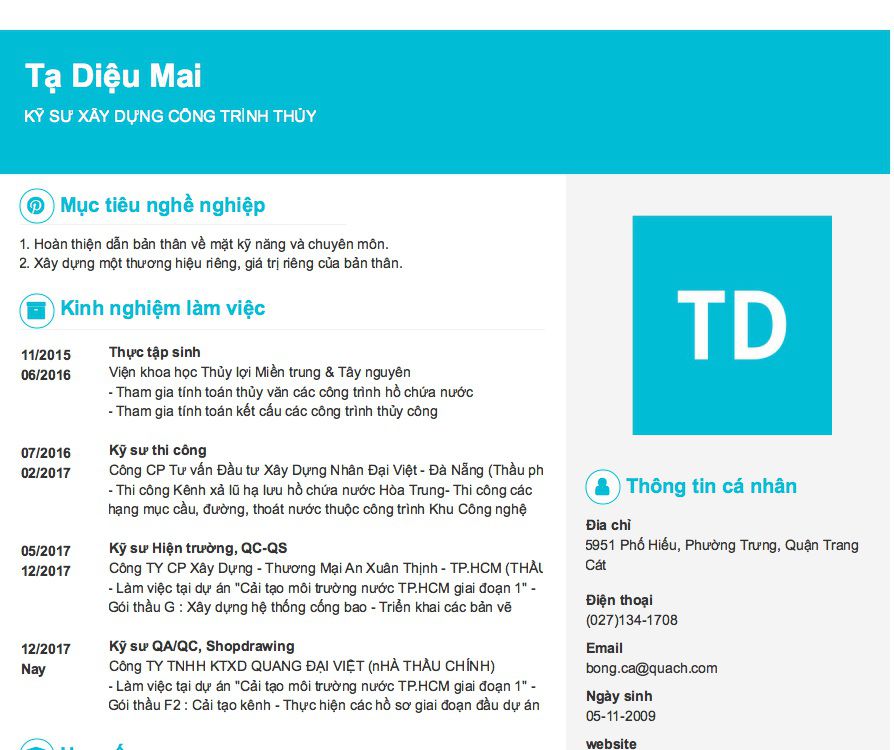 Tạ Diệu Mai
KỸ SƯ XÂY DỰNG CÔNG TRÌNH THỦY
Mục tiêu nghề nghiệp
1. Hoàn thiện dẫn bản thân về mặt kỹ năng và chuyên môn.
2. Xây dựng một thương hiệu riêng, giá trị riêng của bản thân.
Kinh nghiệm làm việc
11/2015
06/2016
Thực tập sinh
Viện khoa học Thủy lợi Miền trung & Tây nguyên
- Tham gia tính toán thủy văn các công trình hồ chứa nước
- Tham gia tính toán kết cấu các công trình thủy công
07/2016
02/2017
Kỹ sư thi công
Công CP Tư vấn Đầu tư Xây Dựng Nhân Đại Việt - Đà Nẵng (Thầu ph
- Thi công Kênh xả lũ hạ lưu hồ chứa nước Hòa Trung- Thi công các
hạng mục cầu, đường, thoát nước thuộc công trình Khu Công nghệ
05/2017
12/2017
Kỹ sư Hiện trường, QC-QS
Công TY CP Xây Dựng - Thương Mại An Xuân Thịnh - TP.HCM (THẦU
- Làm việc tại dự án "Cải tạo môi trường nước TP.HCM giai đoạn 1" -
Gói thầu G : Xây dựng hệ thống cống bao - Triển khai các bản vẽ
12/2017
Nay
Kỹ sư QA/QC, Shopdrawing
Công TY TNHH KTXD QUANG ĐẠI VIỆT (nHÀ THẦU CHÍNH)
- Làm việc tại dự án "Cải tạo môi trường nước TP.HCM giai đoạn 1" -
Gói thầu F2 : Cải tạo kênh - Thực hiện các hồ sơ giai đoạn đầu dự án
TD
Thông tin cá nhân
Địa chỉ
5951 Phố Hiếu, Phường Trưng, Quận Trang
Cát
Điện thoại
(027)134-1708
Email
bong.ca@quach.com
Ngày sinh
05-11-2009
website